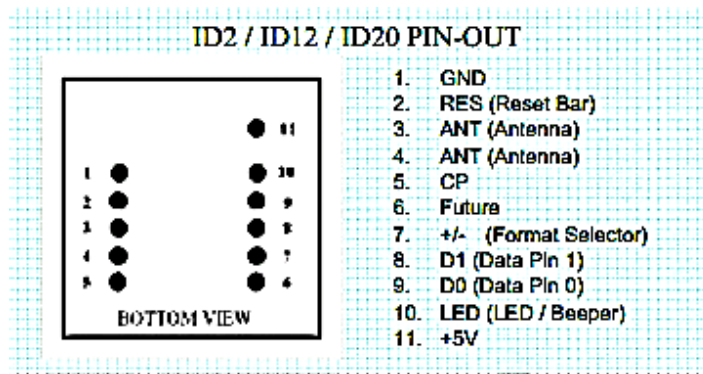 ID2 / ID12 / ID20 PIN-OUT
11
1 10
2 9
3 8
4 7
5 6
BOTTOM VIEW
1. GND
2. RES (Reset Bar)
3. ANT (Antenna)
4. ANT (Antenna)
5. CP
6. Future
7. +/- (Format Selector)
8. D1 (Data Pin 1)
9. D0 (Data Pin 0)
10. LED (LED / Beeper)
11. +5V